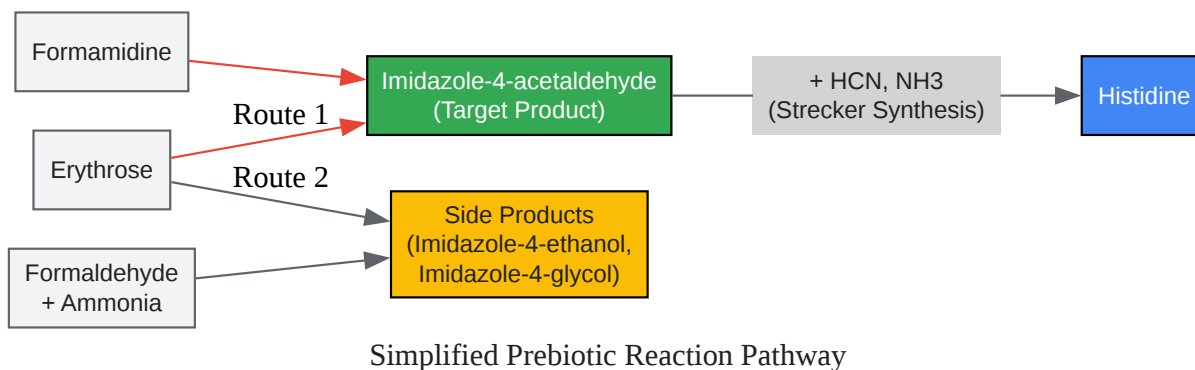 Formamidine
Imidazole-4-acetaldehyde
(Target Product)
+ HCN, NH3
(Strecker Synthesis)
Histidine
Route 1
Erythrose
Route 2
Side Products
(Imidazole-4-ethanol,
Imidazole-4-glycol)
Formaldehyde
+ Ammonia
Simplified Prebiotic Reaction Pathway